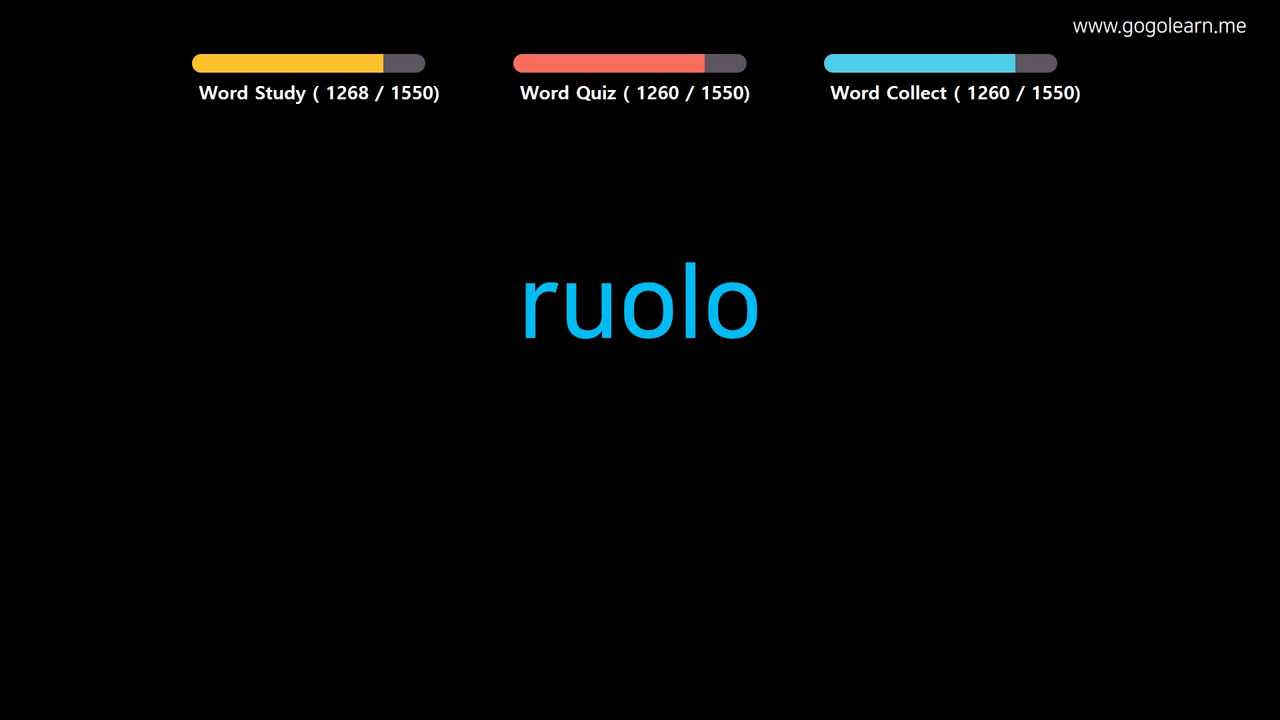 www.gogolearn.me
Word Study ( 1268 / 1550)
Word Quiz ( 1260 / 1550)
Word Collect ( 1260 / 1550)
ruolo